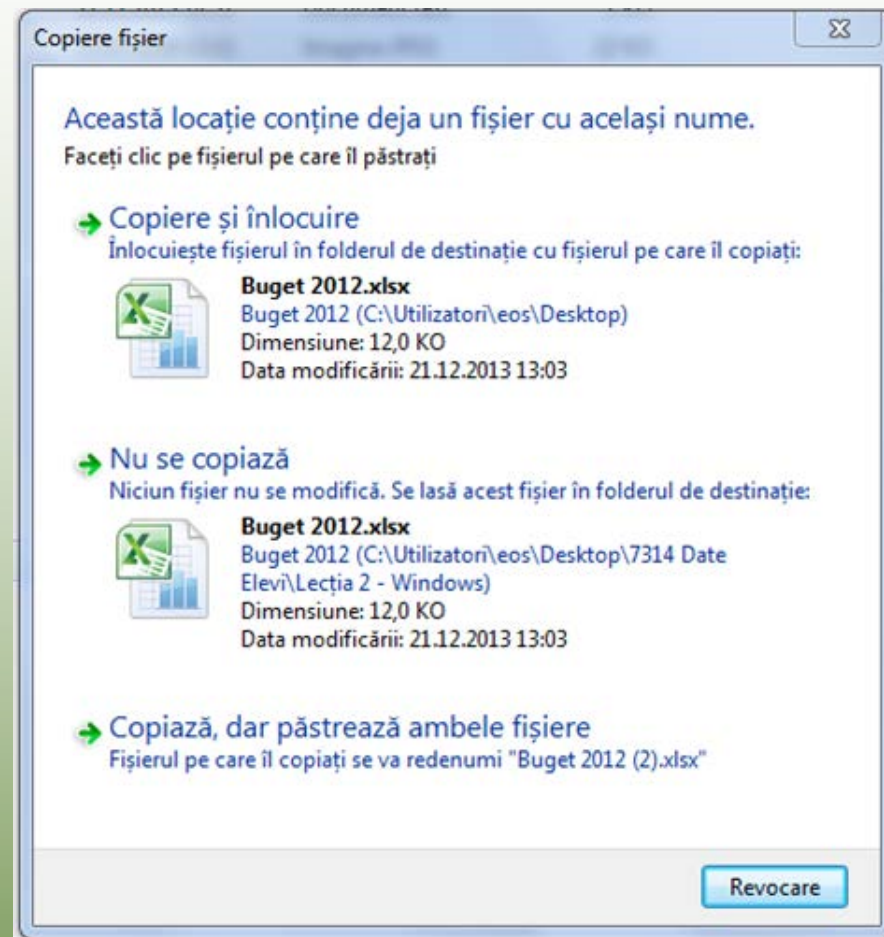 Copiere fișier
Această locație conține deja un fișier cu același nume.
Faceți clic pe fișierul pe care îl păstrați
Copiere și înlocuire
Înlocuiește fișierul în folderul de destinație cu fișierul pe care îl copiați:
Buget 2012.xlsx
Buget 2012 (C:\Utilizatori\eos\Desktop)
Dimensiune: 12,0 KO
Data modificării: 21.12.2013 13:03
Nu se copiază
Niciun fișier nu se modifică. Se lasă acest fișier în folderul de destinație:
Buget 2012.xlsx
Buget 2012 (C:\Utilizatori\eos\Desktop\7314 Date
Elevi\Lecția 2 - Windows)
Dimensiune: 12,0 KO
Data modificării: 21.12.2013 13:03
Copiază, dar păstrează ambele fișiere
Fișierul pe care îl copiați se va redenumi "Buget 2012 (2).xlsx"
Revocare